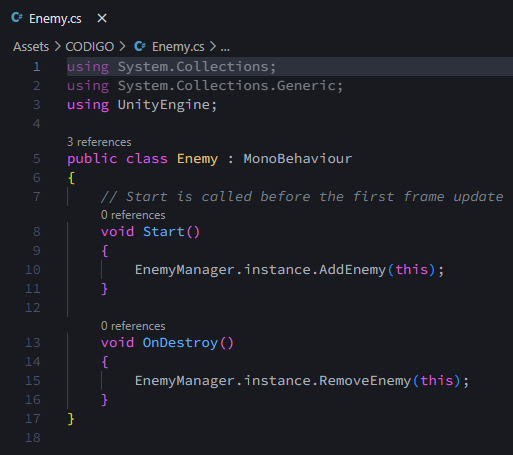 Enemy.cs
Assets > CODIGO > Enemy.cs > ...
1 using System.Collections;
2 using System.Collections.Generic;
3 using UnityEngine;
4
3 references
5 public class Enemy : MonoBehaviour
6 {
7 // Start is called before the first frame update
0 references
8 void Start()
9 {
10 EnemyManager.instance.AddEnemy(this);
11 }
12
0 references
13 void OnDestroy()
14 {
15 EnemyManager.instance.RemoveEnemy(this);
16 }
17 }
18